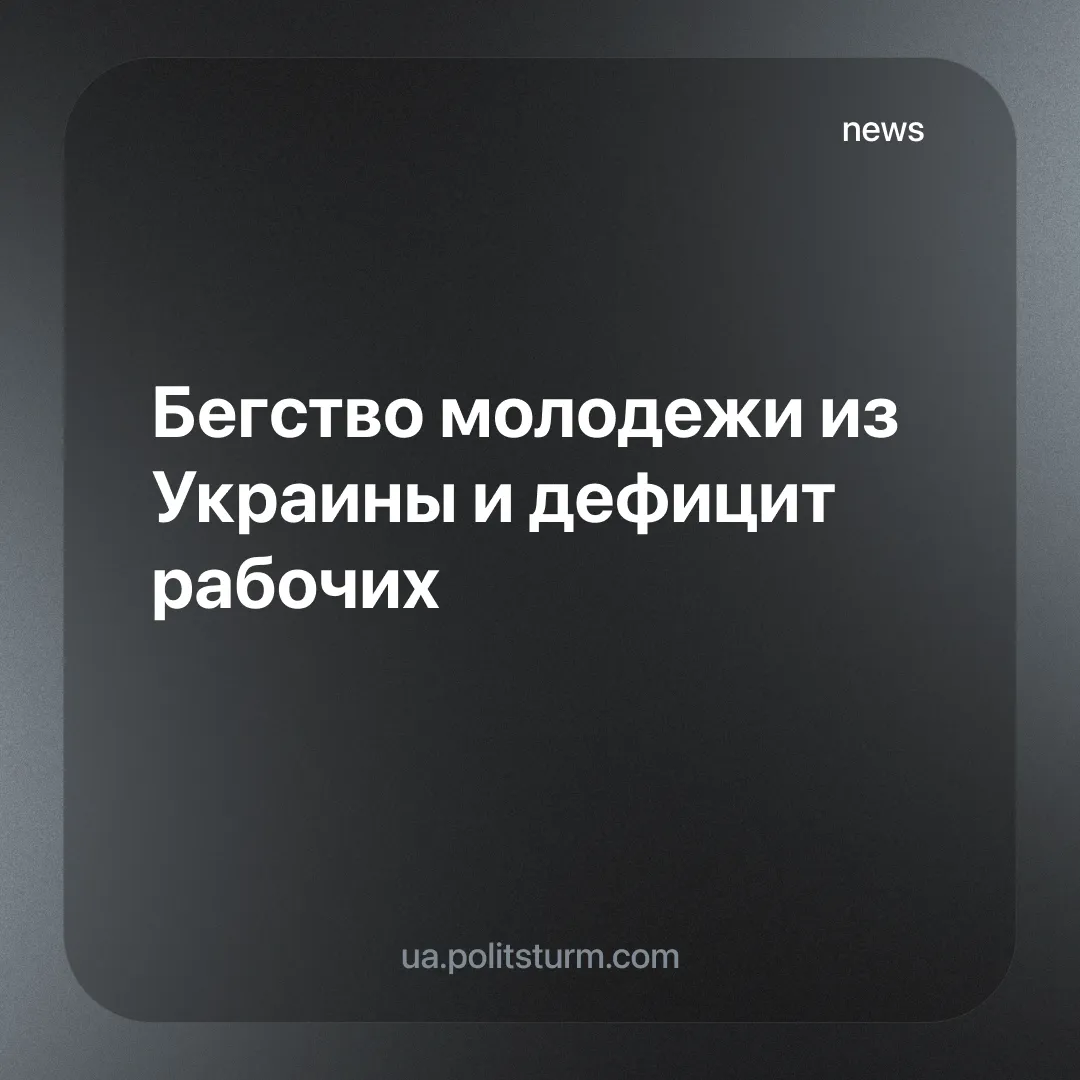 news
Бегство молодежи из
Украины и дефицит
рабочих
ua.politsturm.com